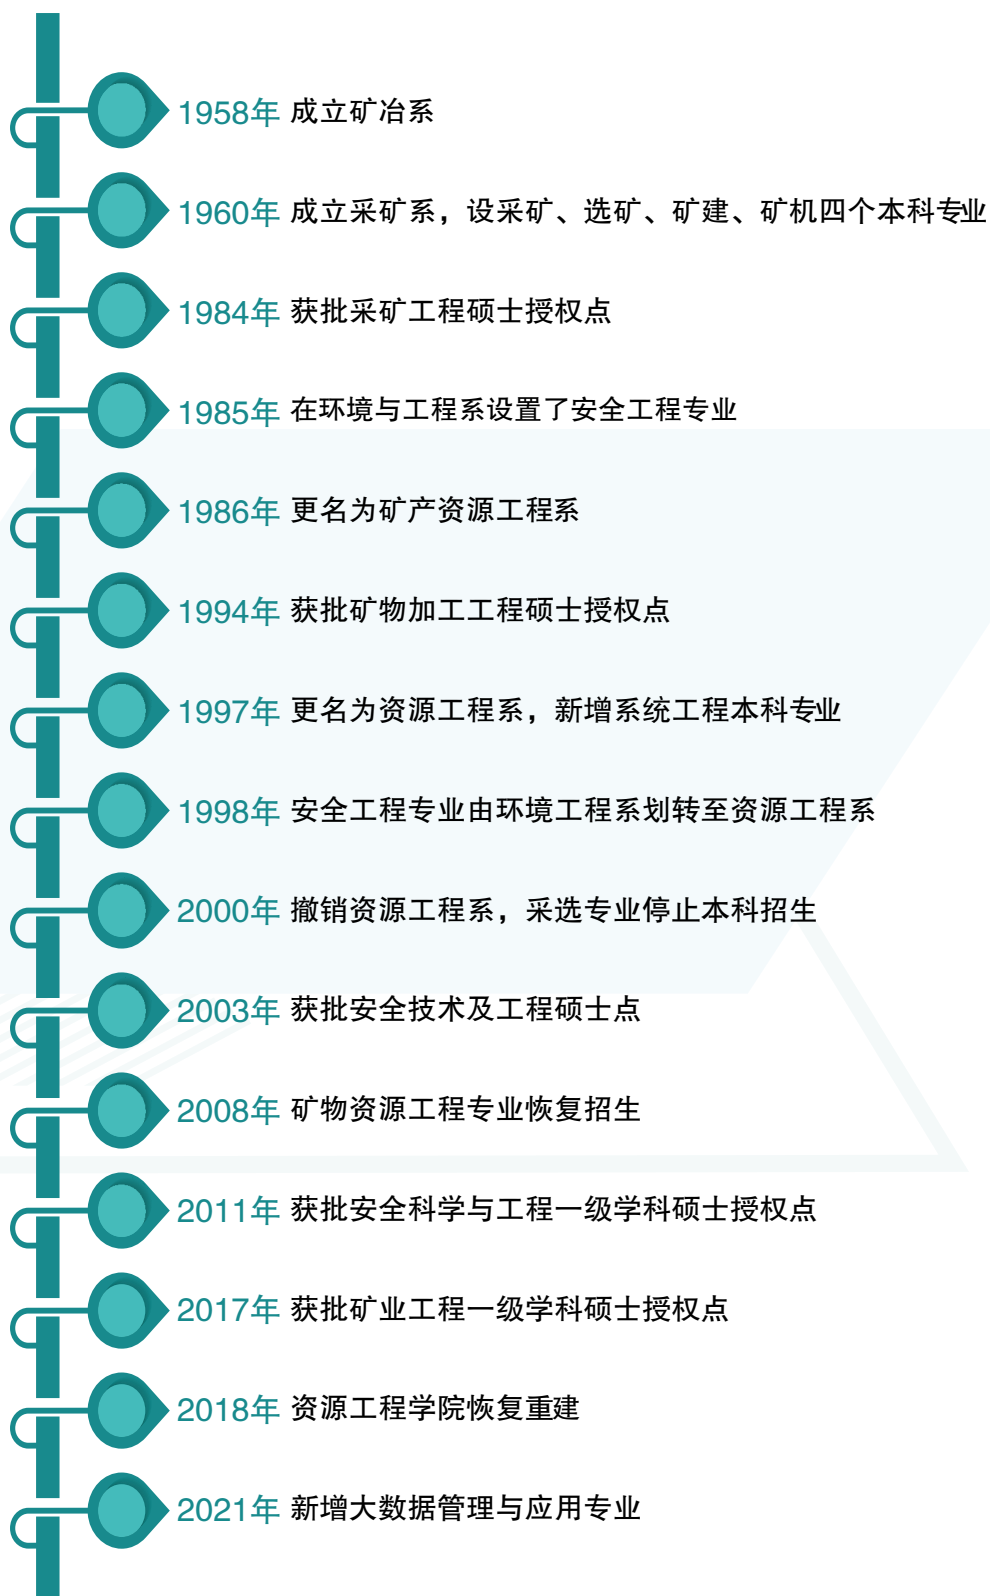 1958年 成立矿冶系
1960年 成立采矿系，设采矿、选矿、矿建、矿机四个本科专业
1984年 获批采矿工程硕士授权点
1985年 在环境与工程系设置了安全工程专业
1986年 更名为矿产资源工程系
1994年 获批矿物加工工程硕士授权点
1997年 更名为资源工程系，新增系统工程本科专业
1998年 安全工程专业由环境工程系划转至资源工程系
2000年 撤销资源工程系，采选专业停止本科招生
2003年 获批安全技术及工程硕士点
2008年 矿物资源工程专业恢复招生
2011年 获批安全科学与工程一级学科硕士授权点
2017年 获批矿业工程一级学科硕士授权点
2018年 资源工程学院恢复重建
2021年 新增大数据管理与应用专业